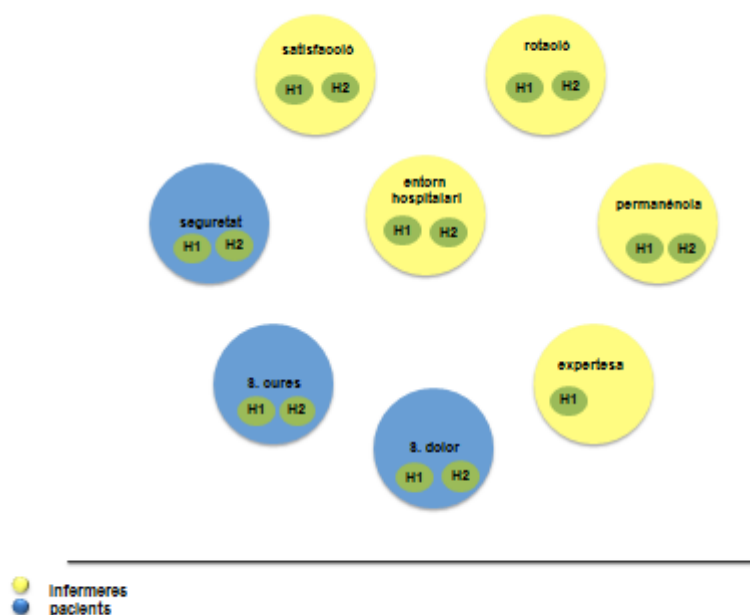 satisfacció
H1 H2
rotació
H1 H2
entorn
hospitalari
H1 H2
seguretat
H1 H2
permanéncia
H1 H2
S. cures
H1 H2
expertesa
H1
S. dolor
H1 H2
Infermeres
pacients